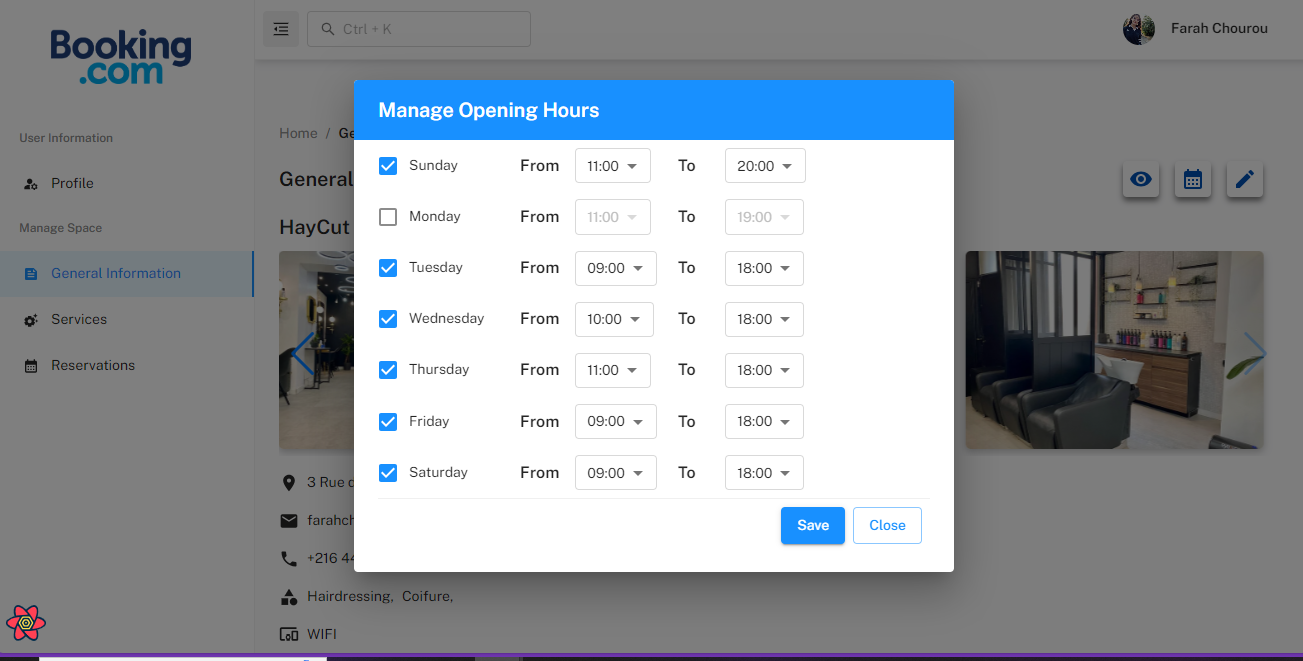 Booking
.com
Ctrl + K
Farah Chourou
User Information
Profile
Manage Space
General Information
Services
Reservations
Home /
General
HayCut
Manage Opening Hours
Sunday From 11:00 To 20:00
Monday From 11:00 To 19:00
Tuesday From 09:00 To 18:00
Wednesday From 10:00 To 18:00
Thursday From 11:00 To 18:00
Friday From 09:00 To 18:00
Saturday From 09:00 To 18:00
Save Close
3 Rue
farahch
+216 44
Hairdressing, Coifure,
WIFI